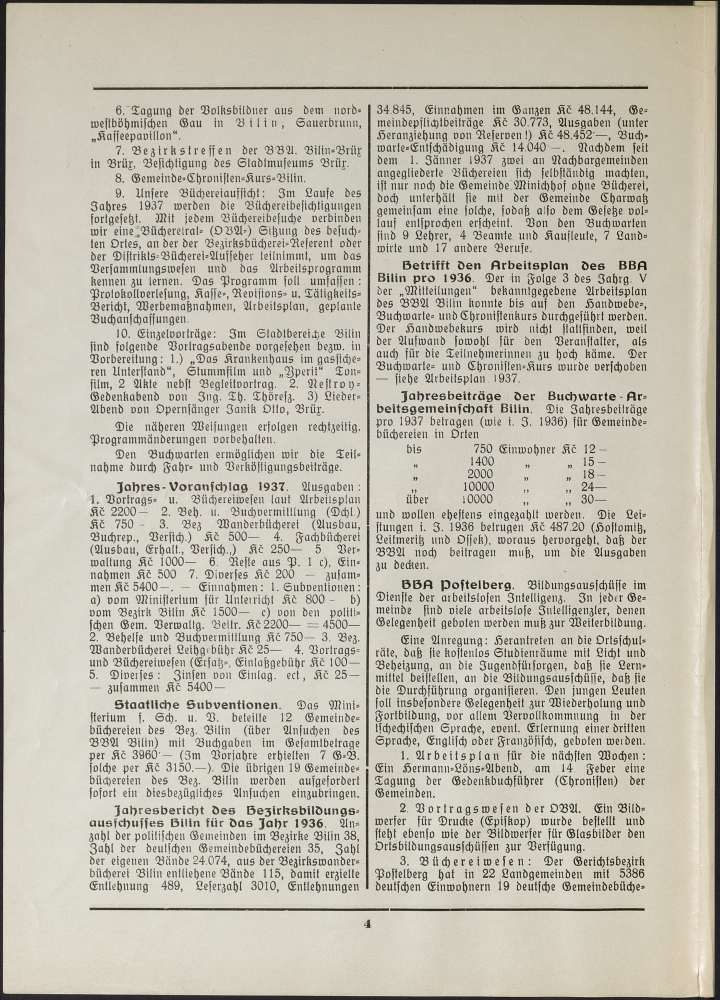 6. Tagung der Volksbildner aus dem nord-
westböhmischen Gau in Bilin, Sauerbrunn,
„Kaffeepavillon“.
7. Bezirkstreffen der BBA. Bilin-Brüx
in Brüx, Besichtigung des Stadtmuseums Brüx.
8. Gemeinde-Chronisten-Kurs-Bilin.
9. Unsere Büchereiaufsicht: Im Laufe des
Jahres 1937 werden die Büchereibesichtigungen
fortgesetzt. Mit jedem Büchereibesuche verbinden
wir eine Büchereirat- (OBA-) Sitzung des besuch-
ten Ortes, an der der Bezirksbücherei-Referent oder
der Distrikts-Bücherei-Aufseher teilnimmt, um das
Versammlungswesen und das Arbeitsprogramm
kennen zu lernen. Das Programm soll umfassen:
Protokollverlesung, Kasse-, Revisions- u. Tätigkeits-
Bericht, Werbemaßnahmen, Arbeitsplan, geplante
Buchanschaffungen.
10. Einzelvorträge: Im Stadtbereiche Bilin
sind folgende Vortragsabende vorgesehen bezw. in
Vorbereitung: 1.) „Das Krankenhaus im gassiche-
ren Unterstand“, Stummfilm und „Yperit“ Ton-
film, 2 Akte nebst Begleitvortrag. 2. Nestroy-
Gedenkabend von Ing. Th. Thöresz. 3) Lieder-
Abend von Opernsänger Janik Otto, Brüx.
Die näheren Weisungen erfolgen rechtzeitig.
Programmänderungen vorbehalten.
Den Buchwarten ermöglichen wir die Teil-
nahme durch Fahr- und Verköstigungsbeiträge.
Jahres-Voranschlag 1937. Ausgaben:
1. Vortrags- u. Büchereiwesen laut Arbeitsplan
Kč 2200— 2. Beh. u. Buchvermittlung (Dchl.)
Kč 750 - 3. Bez Wanderbücherei (Ausbau,
Buchrep., Versich.) Kč 500— 4. Fachbücherei
(Ausbau, Erhalt., Versich.,) Kč 250— 5 Ver-
waltung Kč 1000— 6. Reste aus P. 1 c), Ein-
nahmen Kč 500 7. Diverses Kč 200 — zusam-
men Kč 5400—. — Einnahmen: 1. Subventionen:
a) vom Ministerium für Unterricht Kč 800 - b)
vom Bezirk Bilin Kč 1500— c) von den politi-
schen Gem. Verwaltg. Beitr. Kč 2200— = 4500—
2. Behelfe und Buchvermittlung Kč 750— 3. Bez.
Wanderbücherei Leihgebühr Kč 25— 4. Vortrags-
und Büchereiwesen (Ersatz-, Einlaßgebühr Kč 100—
5. Diverses: Zinsen von Einlag. ect, Kč 25—
— zusammen Kč 5400—
Staatliche Subventionen. Das Mini-
sterium f. Sch. u. V. beteilte 12 Gemeinde-
büchereien des Bez. Bilin (über Ansuchen des
BBA Bilin) mit Buchgaben im Gesamtbetrage
per Kč 3960 — (Im Vorjahre erhielten 7 G-B.
solche per Kč 3150.—). Die übrigen 19 Gemeinde-
büchereien des Bez. Bilin werden aufgefordert
sofort ein diesbezügliches Ansuchen einzubringen.
Jahresbericht des Bezirksbildungs-
ausschusses Bilin für das Jahr 1936. An-
zahl der politischen Gemeinden im Bezirke Bilin 38,
Zahl der deutschen Gemeindebüchereien 35, Zahl
der eigenen Bände 24.074, aus der Bezirkswander-
bücherei Bilin entliehene Bände 115, damit erzielte
Entlehnung 489, Leserzahl 3010, Entlehnungen
34.845, Einnahmen im Ganzen Kč 48.144, Ge-
meindepflichtbeiträge Kč 30.773, Ausgaben (unter
Heranziehung von Reserven!) Kč 48.452·—, Buch-
warte-Entschädigung Kč 14.040 —. Nachdem seit
dem 1. Jänner 1937 zwei an Nachbargemeinden
angegliederte Büchereien sich selbständig machten,
ist nur noch die Gemeinde Minichhof ohne Bücherei,
doch unterhält sie mit der Gemeinde Charwatz
gemeinsam eine solche, sodaß also dem Gesetze vol-
lauf entsprochen erscheint. Von den Buchwarten
sind 9 Lehrer, 4 Beamte und Kaufleute, 7 Land-
wirte und 17 andere Berufe.
Betrifft den Arbeitsplan des BBA
Bilin pro 1936. Der in Folge 3 des Jahrg. V
der „Mitteilungen“ bekanntgegebene Arbeitsplan
des BBA Bilin konnte bis auf den Handwebe-,
Buchwarte- und Chronistenkurs durchgeführt werden.
Der Handwebekurs wird nicht stattfinden, weil
der Aufwand sowohl für den Veranstalter, als
auch für die Teilnehmerinnen zu hoch käme. Der
Buchwarte- und Chronisten-Kurs wurde verschoben
— siehe Arbeitsplan 1937.
Jahresbeiträge der Buchwarte-Ar-
beitsgemeinschaft Bilin. Die Jahresbeiträge
pro 1937 betragen (wie i. J. 1936) für Gemeinde-
büchereien in Orten
bis 750 Einwohner Kč 12 —
„ 1400 „ „ 15 —
„ 2000 „ „ 18 —
„ 10000 „ „ 24—
über 10000 „ „ 30—
und wollen ehestens eingezahlt werden. Die Lei-
stungen i. J. 1936 betrugen Kč 487.20 (Hostomitz,
Leitmeritz und Ossek), woraus hervorgeht, daß der
BBA noch beitragen muß, um die Ausgaben
zu decken.
BBA Postelberg. Bildungsausschüsse im
Dienste der arbeitslosen Intelligenz. In jeder Ge-
meinde sind viele arbeitslose Intelligenzler, denen
Gelegenheit geboten werden muß zur Weiterbildung.
Eine Anregung: Herantreten an die Ortsschul-
räte, daß sie kostenlos Studienräume mit Licht und
Beheizung, an die Jugendfürsorgen, daß sie Lern-
mittel beistellen, an die Bildungsausschüsse, daß sie
die Durchführung organisieren. Den jungen Leuten
soll insbesondere Gelegenheit zur Wiederholung und
Fortbildung, vor allem Vervollkommnung in der
tschechischen Sprache, event. Erlernung einer dritten
Sprache, Englisch oder Französisch, geboten werden.
1. Arbeitsplan für die nächsten Wochen:
Ein Hermann-Löns-Abend, am 14 Feber eine
Tagung der Gedenkbuchführer (Chronisten) der
Gemeinden.
2. Vortragswesen der OBA. Ein Bild-
werfer für Drucke (Episkop) wurde bestellt und
steht ebenso wie der Bildwerfer für Glasbilder den
Ortsbildungsausschüssen zur Verfügung.
3. Büchereiwesen: Der Gerichtsbezirk
Postelberg hat in 22 Landgemeinden mit 5386
deutschen Einwohnern 19 deutsche Gemeindebüche-
4